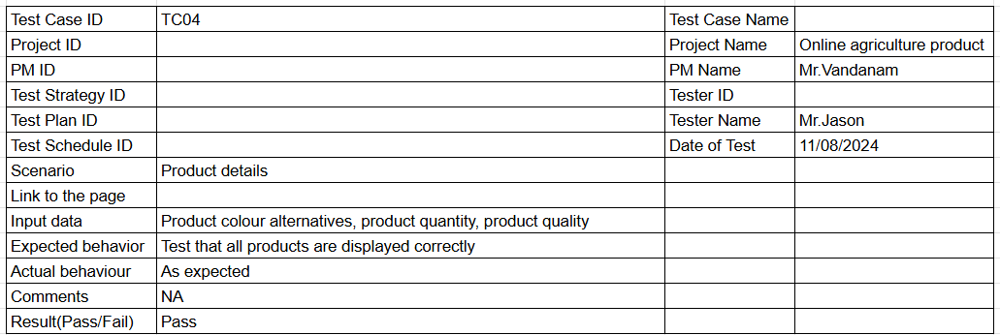 Test Case ID TC04 Test Case Name
Project ID Project Name Online agriculture product
PM ID PM Name Mr.Vandanam
Test Strategy ID Tester ID
Test Plan ID Tester Name Mr.Jason
Test Schedule ID Date of Test 11/08/2024
Scenario Product details
Link to the page
Input data Product colour alternatives, product quantity, product quality
Expected behavior Test that all products are displayed correctly
Actual behaviour As expected
Comments NA
Result(Pass/Fail) Pass